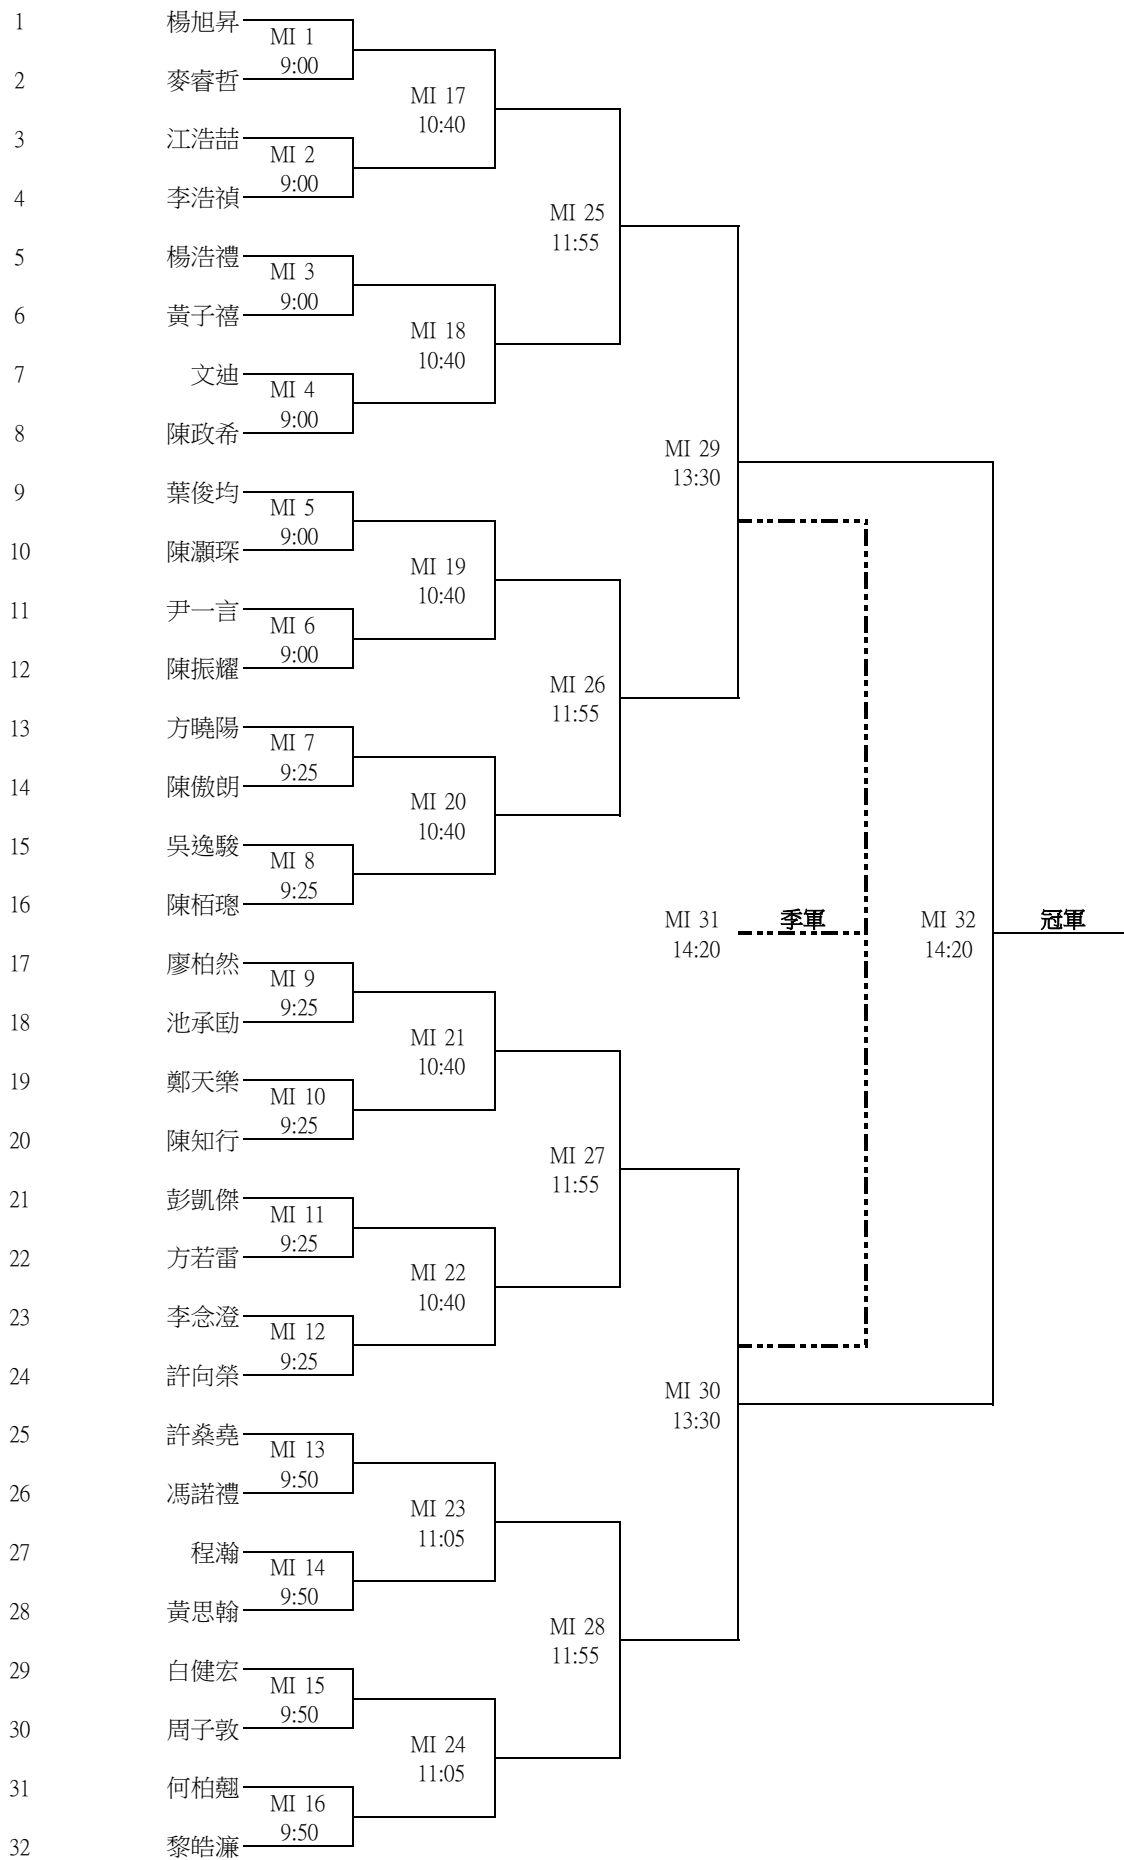 1 楊旭昇
MI 1
9:00
2 麥睿哲
MI 17
10:40
3 江浩喆
MI 2
9:00
4 李浩禎
MI 25
11:55
5 楊浩禮
MI 3
9:00
6 黃子禧
MI 18
10:40
7 文迪
MI 4
9:00
8 陳政希
MI 29
13:30
9 葉俊均
MI 5
9:00
10 陳灝琛
MI 19
10:40
11 尹一言
MI 6
9:00
12 陳振耀
MI 26
11:55
13 方曉陽
MI 7
9:25
14 陳傲朗
MI 20
10:40
15 吳逸駿
MI 8
9:25
16 陳栢璁
MI 31 季軍 MI 32 冠軍
14:20 14:20
17 廖柏然
MI 9
9:25
18 池承劻
MI 21
10:40
19 鄭天樂
MI 10
9:25
20 陳知行
MI 27
11:55
21 彭凱傑
MI 11
9:25
22 方若雷
MI 22
10:40
23 李念澄
MI 12
9:25
24 許向榮
MI 30
13:30
25 許燊堯
MI 13
9:50
26 馮諾禮
MI 23
11:05
27 程瀚
MI 14
9:50
28 黃思翰
MI 28
11:55
29 白健宏
MI 15
9:50
30 周子敦
MI 24
11:05
31 何柏翹
MI 16
9:50
32 黎皓濂